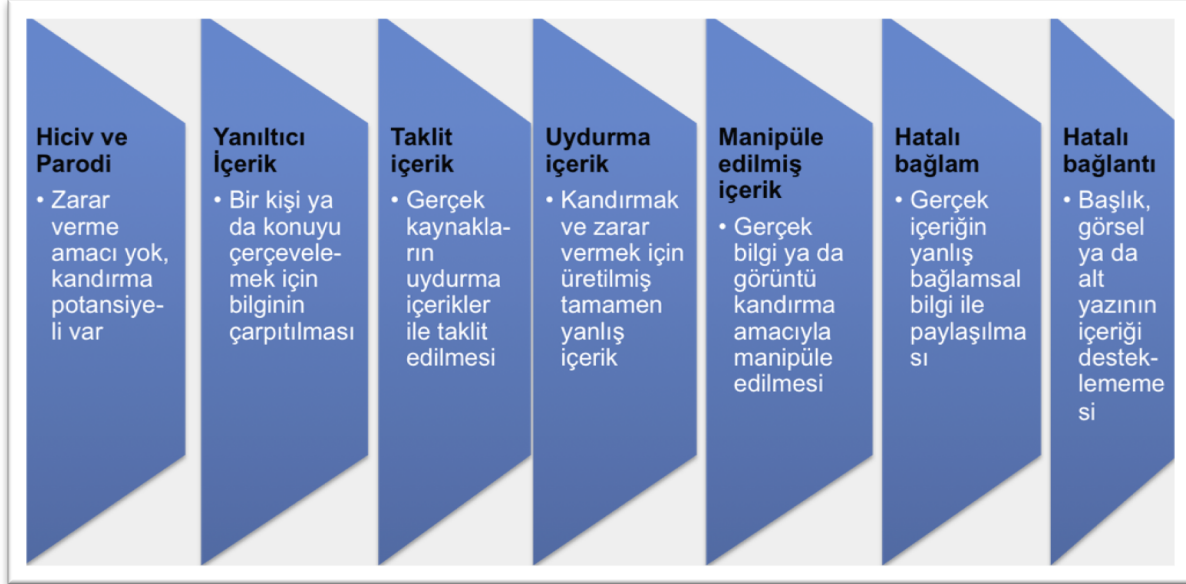 Hiciv ve
Parodi
• Zarar
verme
amacı yok,
kandırma
potansiye-
li var
Yanıltıcı
İçerik
• Bir kişi ya
da konuyu
çerçevele-
mek için
bilginin
çarpıtılması
Taklit
içerik
• Gerçek
kaynakla-
rın
uydurma
içerikler
ile taklit
edilmesi
Uydurma
içerik
• Kandırmak
ve zarar
vermek için
üretilmiş
tamamen
yanlış
içerik
Manipüle
edilmiş
içerik
• Gerçek
bilgi ya da
görüntü
kandırma
amacıyla
manipüle
edilmesi
Hatalı
bağlam
• Gerçek
içeriğin
yanlış
bağlamsal
bilgi ile
paylaşılma
sı
Hatalı
bağlantı
• Başlık,
görsel
ya da
alt
yazının
içeriği
destek-
lememe
si